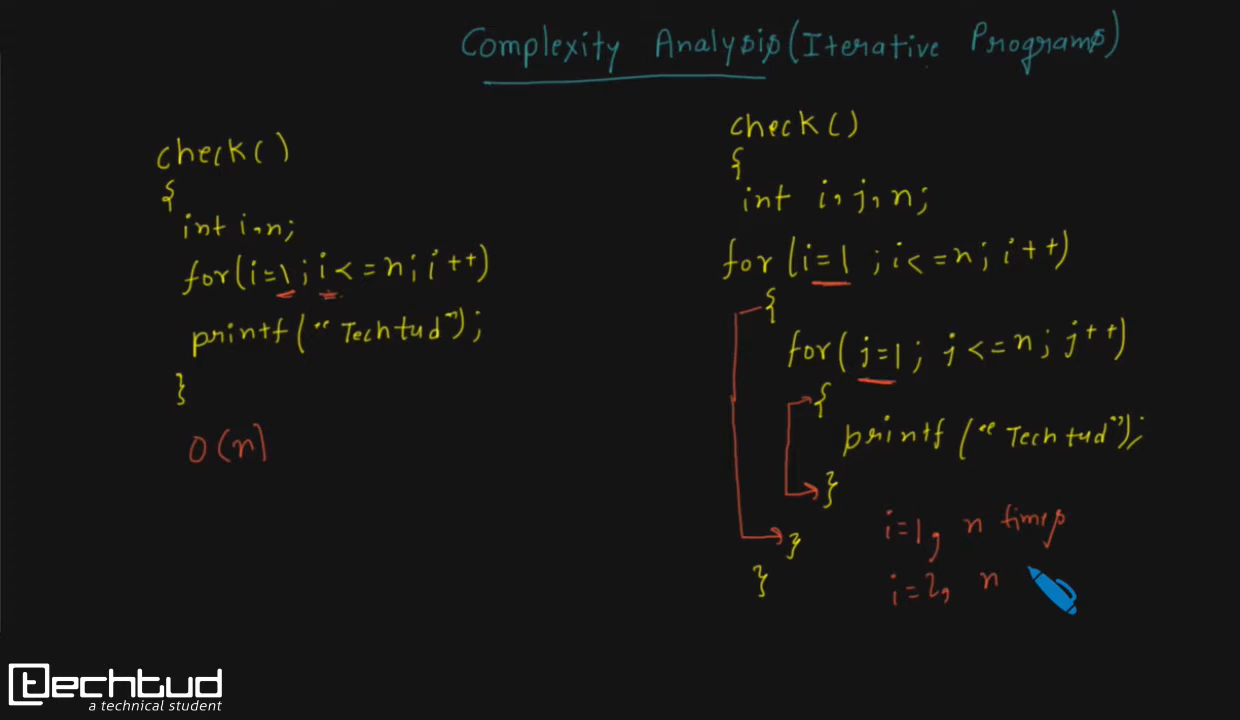 Complexity Analysis (Iterative Programs)
check()
{
int i,n;
for(i=1; i<=n; i++)
printf("Techtud");
}
O(n)
check()
{
int i, j, n;
for (i=1 ; i<=n; i++)
{
for( j=1; j<=n; j++)
{
printf ("Techtud");
}
}
}
i=1, n times
i=2, n
techtud
a technical student